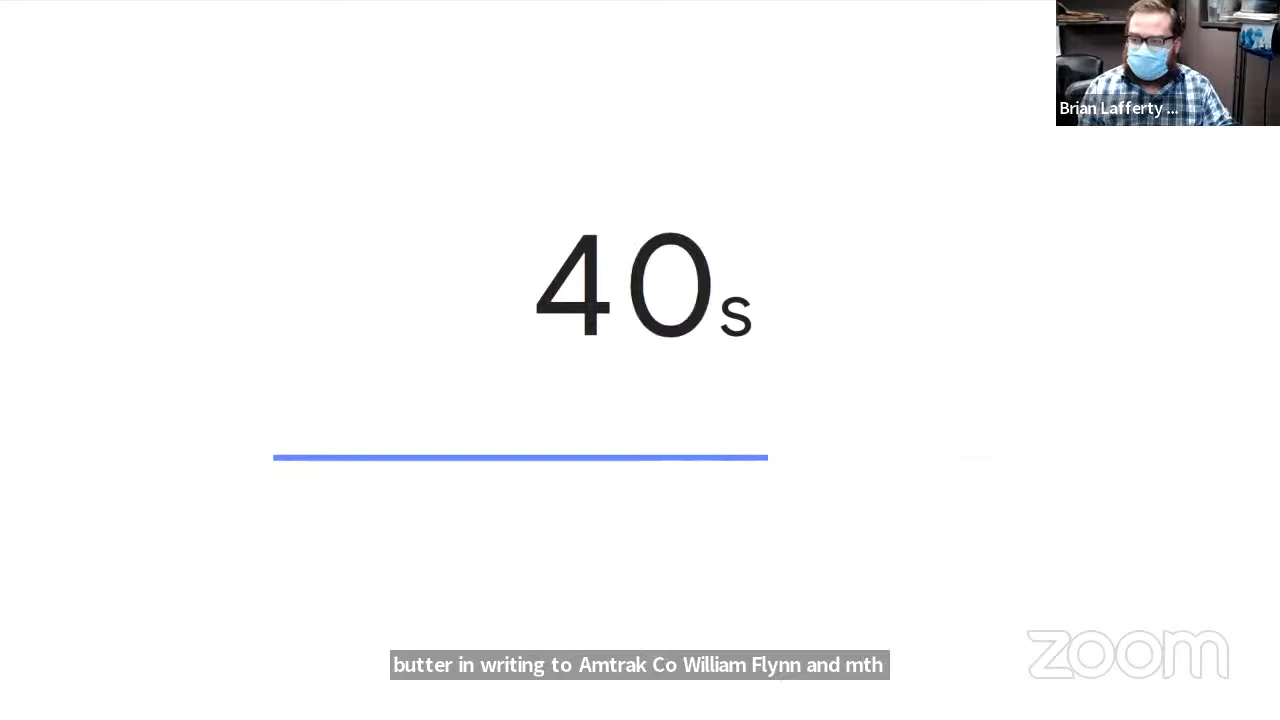 Brian Lafferty ...
40s
butter in writing to Amtrak Co William Flynn and mth
zoom